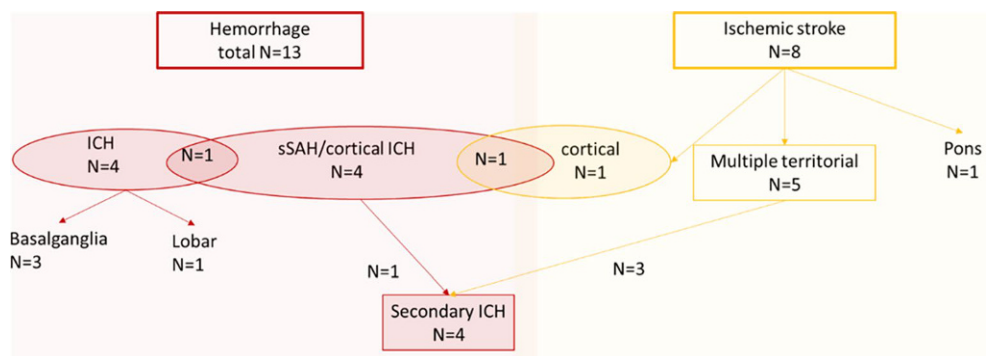 Hemorrhage
total N=13
Ischemic stroke
N=8
ICH
N=4
N=1
sSAH/cortical ICH
N=4
N=1
cortical
N=1
Multiple territorial
N=5
Pons
N=1
Basalganglia
N=3
Lobar
N=1
N=1
N=3
Secondary ICH
N=4